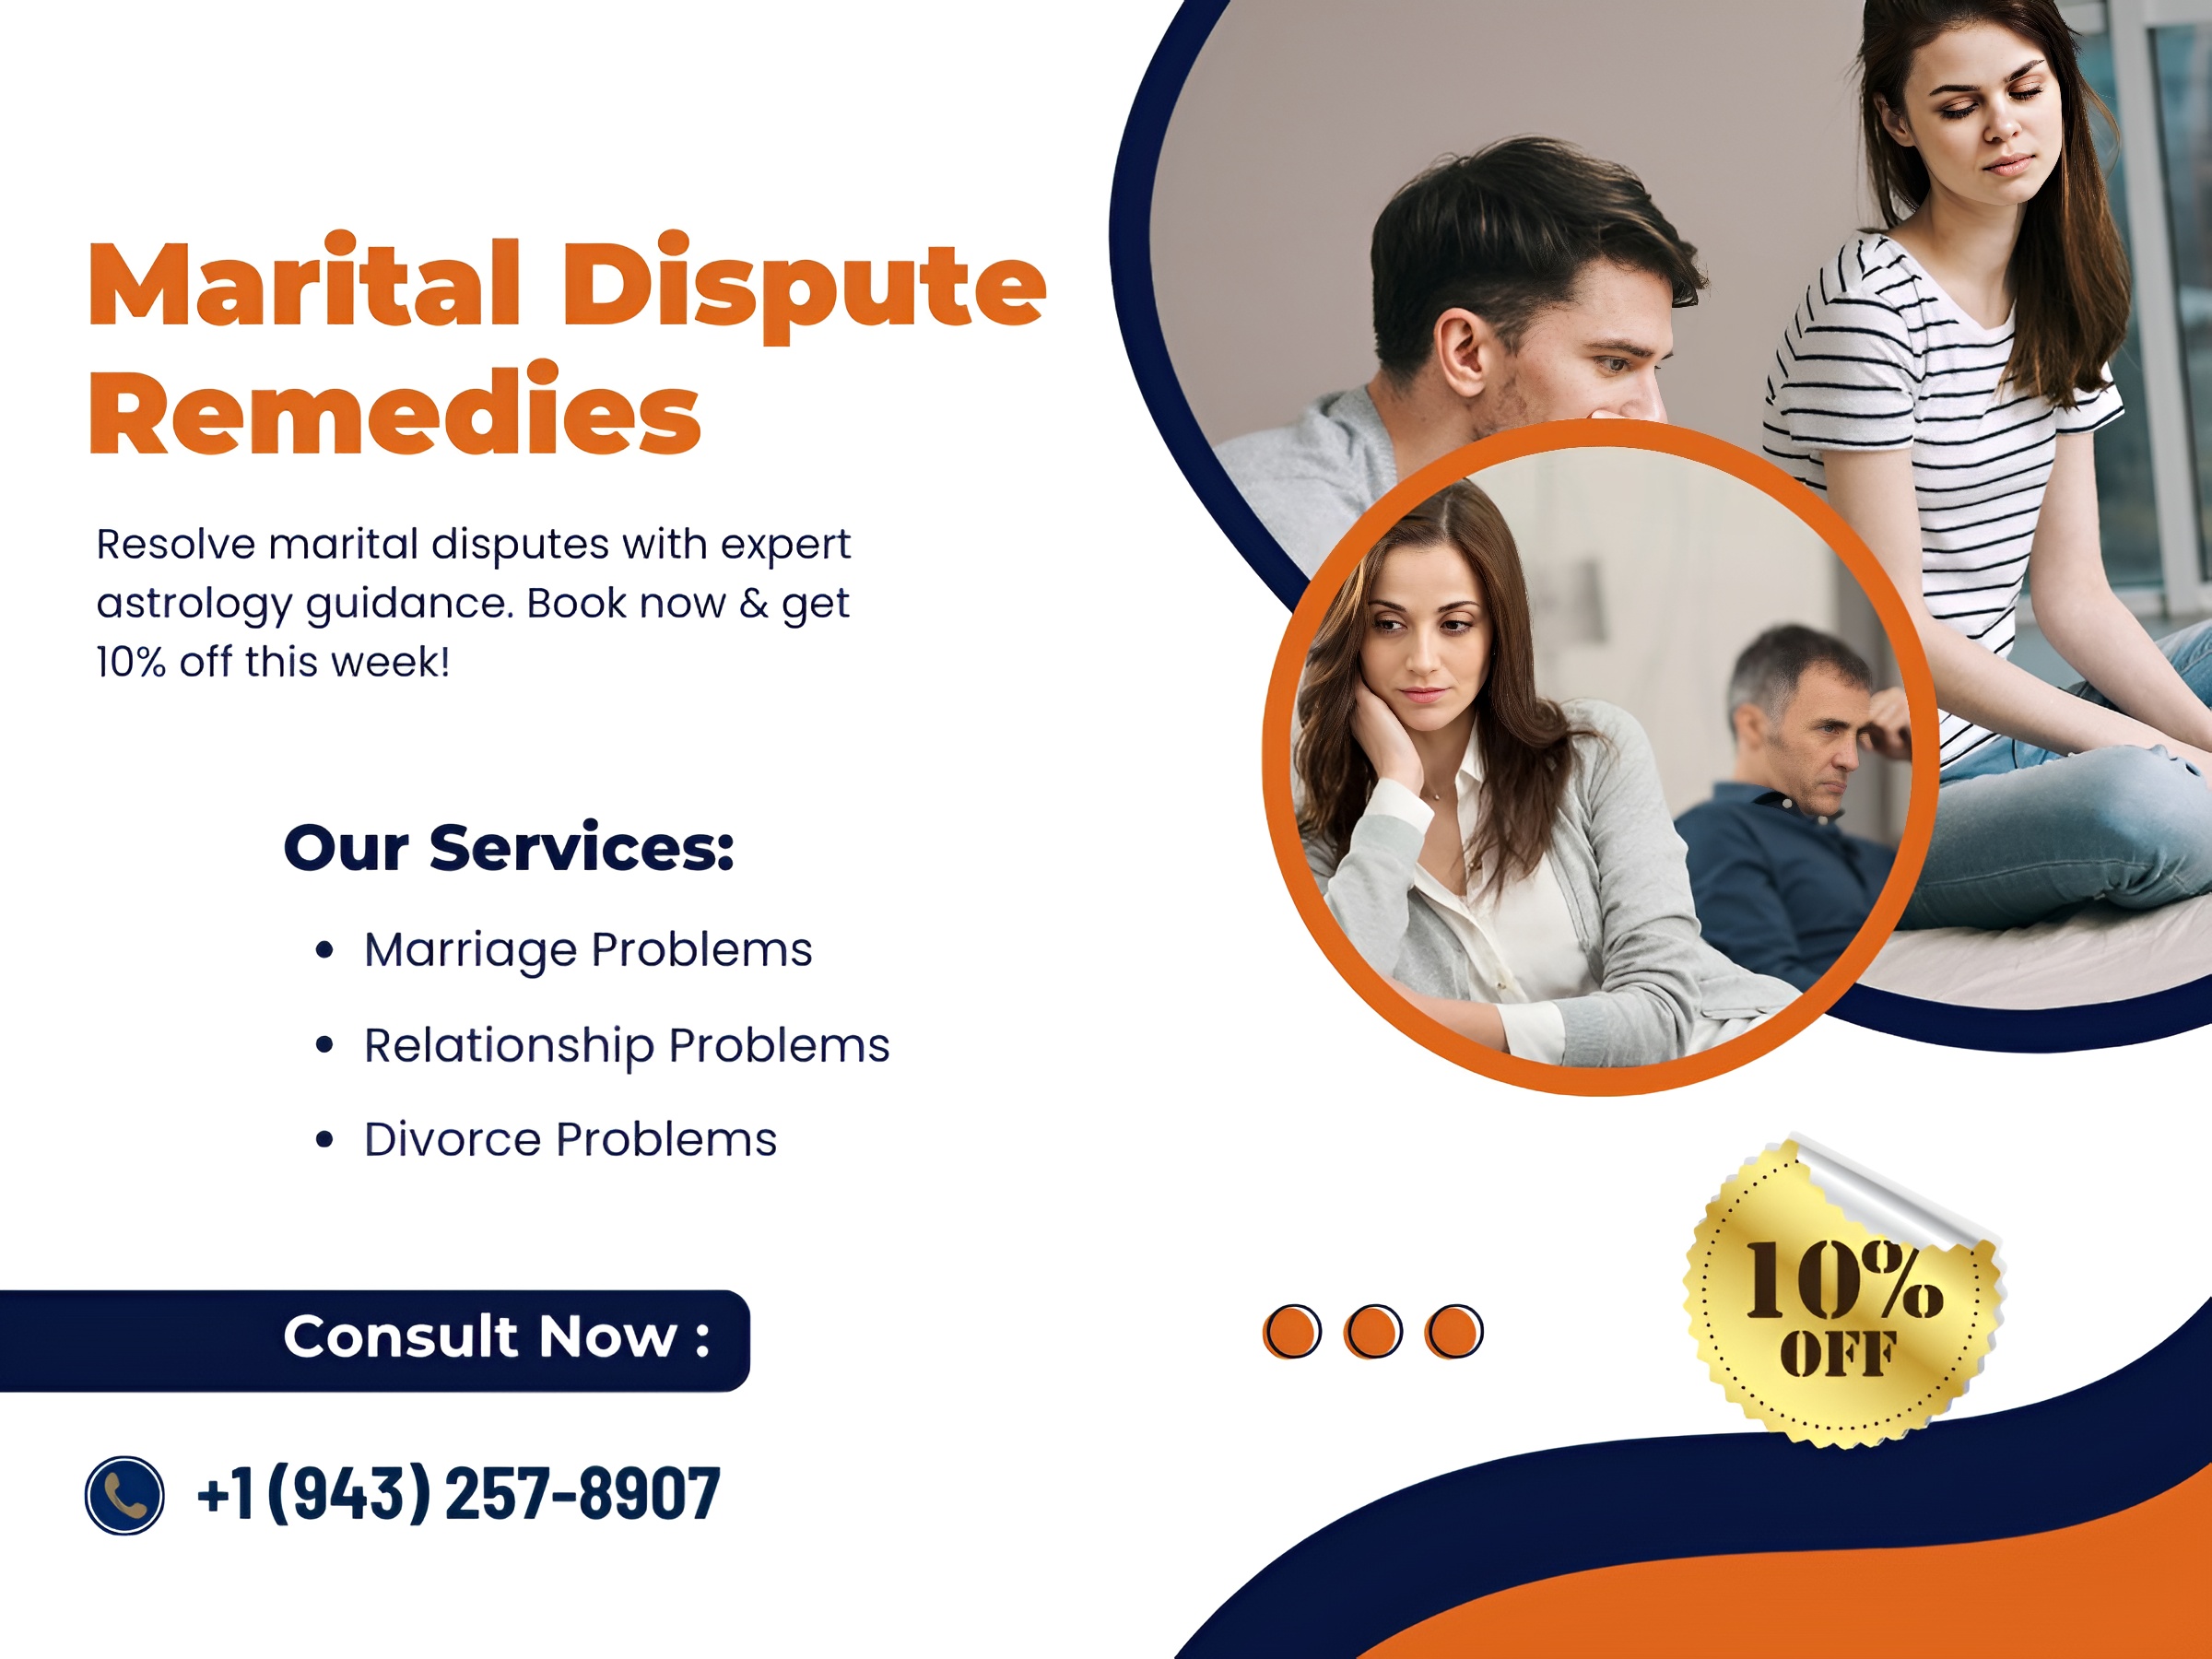 Marital Dispute
Remedies
Resolve marital disputes with expert
astrology guidance. Book now & get
10% off this week!
Our Services:
• Marriage Problems
• Relationship Problems
• Divorce Problems
Consult Now :
+1 (943) 257-8907
10%
OFF